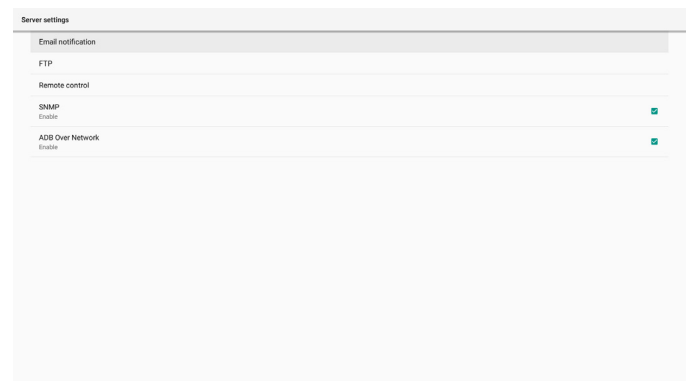 Server settings
Email notification
FTP
Remote control
SNMP
Enable
ADB Over Network
Enable